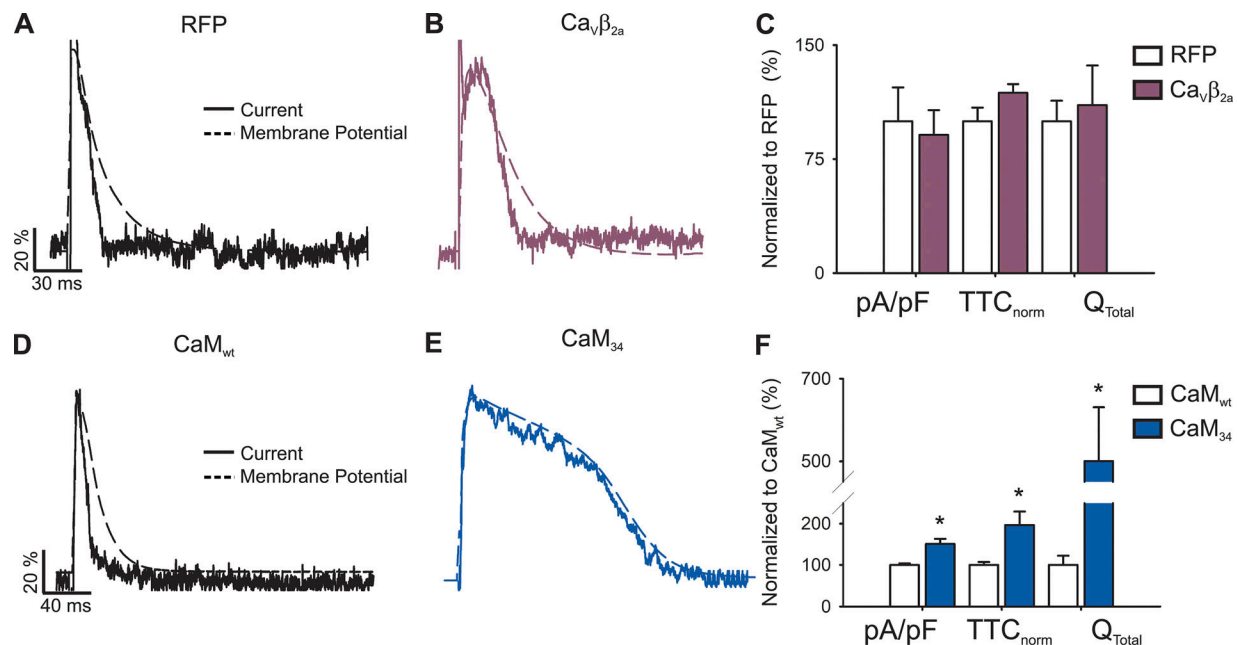 A
RFP
Current
Membrane Potential
20 %
30 ms
B
CaVβ2a
C
Normalized to RFP (%)
150
75
0
pA/pF
TTCnorm
QTotal
RFP
CaVβ2a
D
CaMwt
Current
Membrane Potential
20 %
40 ms
E
CaM34
F
Normalized to CaMwt (%)
700
500
200
100
0
*
*
*
pA/pF
TTCnorm
QTotal
CaMwt
CaM34